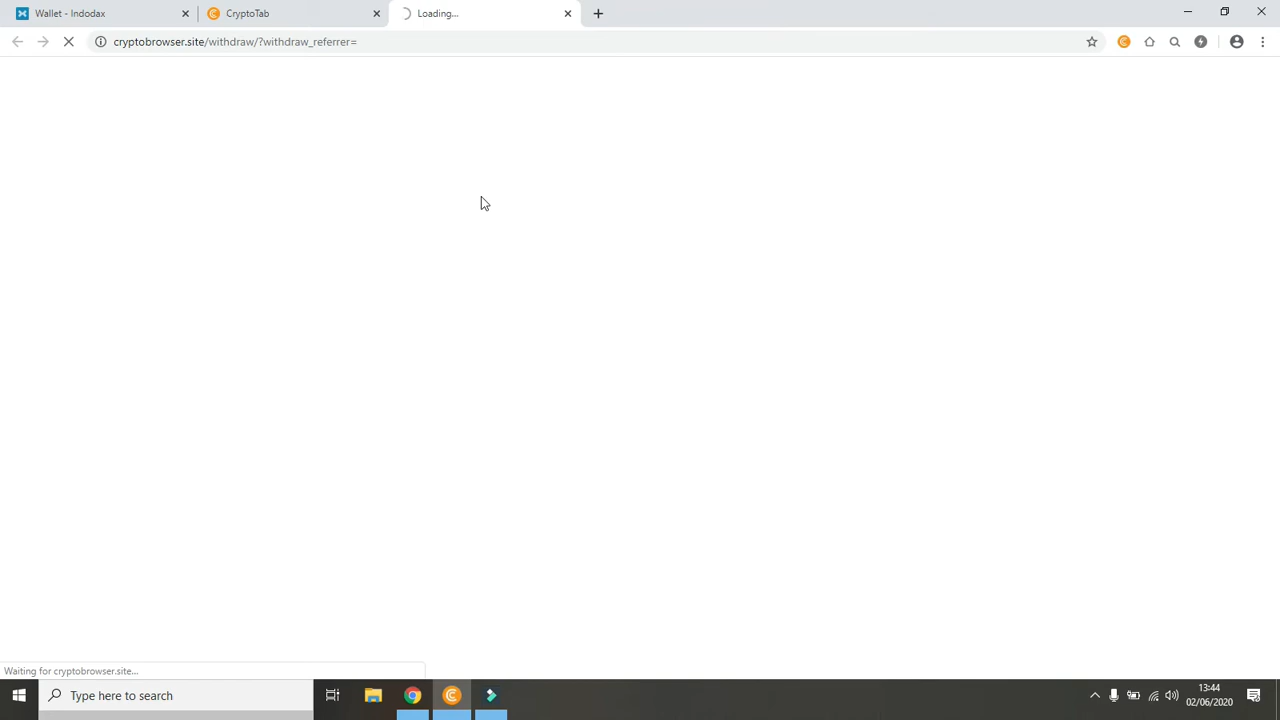 Wallet - Indodax
CryptoTab
Loading...
cryptobrowser.site/withdraw/?withdraw_referrer=
Waiting for cryptobrowser.site...
Type here to search
13:44
02/06/2020